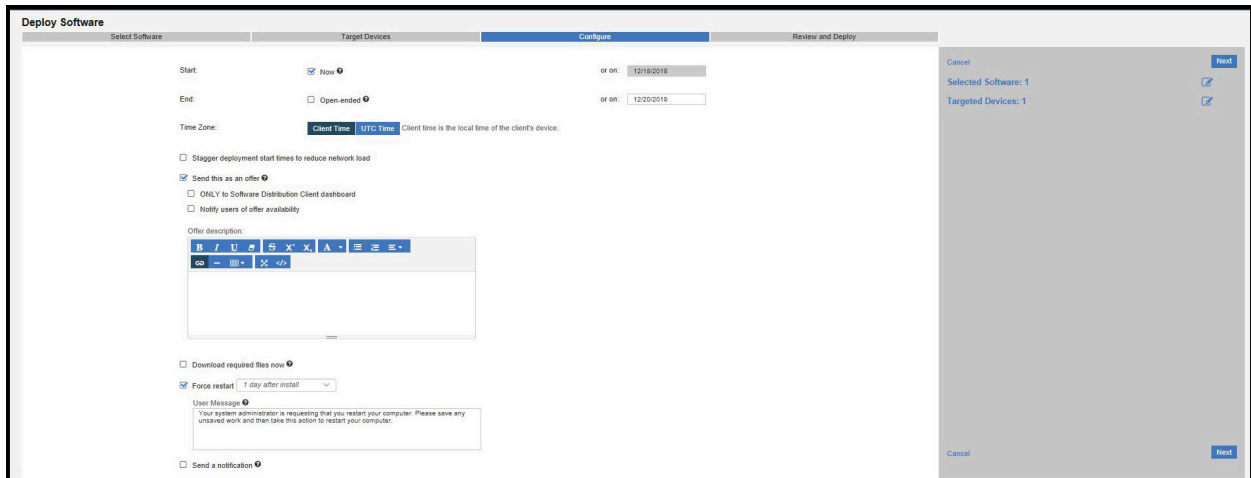 Deploy Software
Select Software
Target Devices
Configure
Review and Deploy
Start:
Now
or on: 12/18/2018
End:
Open-ended
or on: 12/20/2018
Time Zone:
Client Time UTC Time Client time is the local time of the client's device.
Stagger deployment start times to reduce network load
Send this as an offer
ONLY to Software Distribution Client dashboard
Notify users of offer availability
Offer description:
Download required files now
Force restart 1 day after install
User Message
Your system administrator is requesting that you restart your computer. Please save any
unsaved work and then take this action to restart your computer.
Send a notification
Cancel
Next
Selected Software: 1
Targeted Devices: 1
Cancel
Next